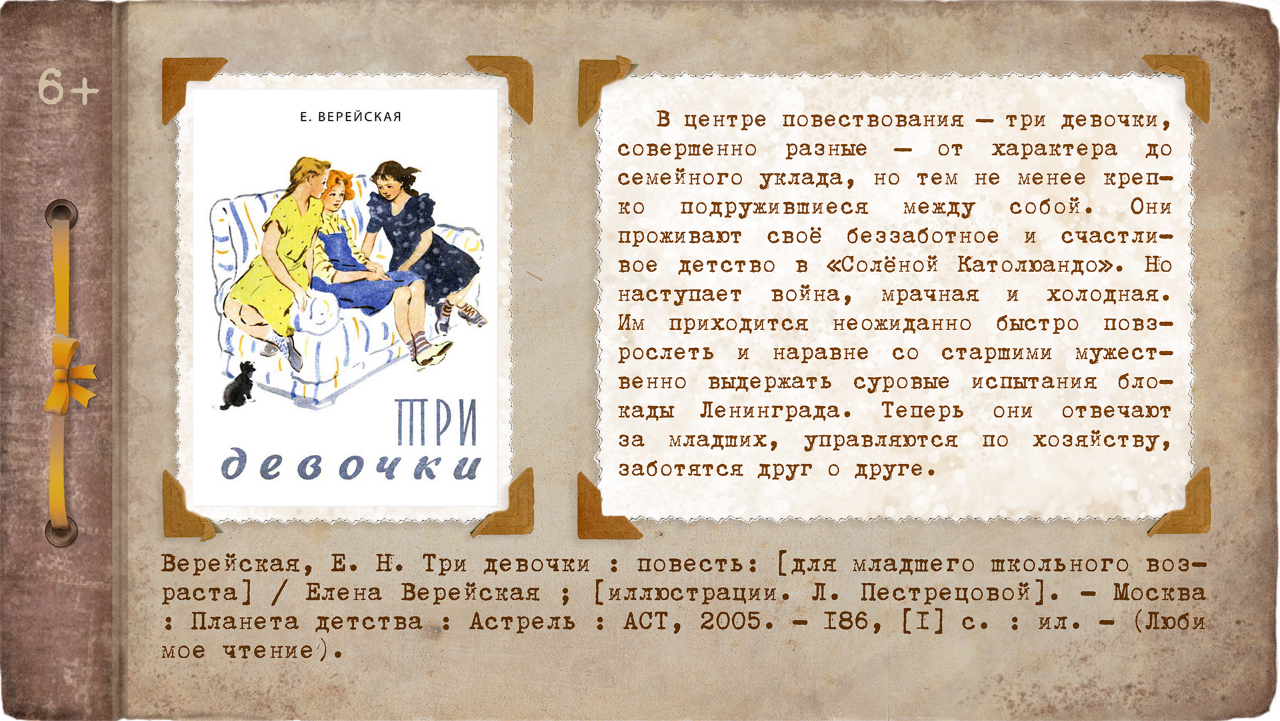 6+
Е. ВЕРЕЙСКАЯ
ТРИ
девочки
В центре повествования — три девочки,
совершенно разные — от характера до
семейного уклада, но тем не менее креп-
ко подружившиеся между собой. Они
проживают своё беззаботное и счастли-
вое детство в «Солёной Католюандо». Но
наступает война, мрачная и холодная.
Им приходится неожиданно быстро повз-
рослеть и наравне со старшими мужест-
венно выдержать суровые испытания бло-
кады Ленинграда. Теперь они отвечают
за младших, управляются по хозяйству,
заботятся друг о друге.
Верейская, Е. Н. Три девочки : повесть: [для младшего школьного воз-
раста] / Елена Верейская ; [иллюстрации. Л. Пестрецовой]. – Москва
: Планета детства : Астрель : АСТ, 2005. – I86, [I] с. : ил. – (Люби
мое чтение).